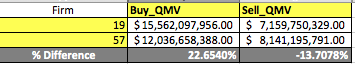 Firm Buy_QMV Sell_QMV
19 $15,562,097,956.00 $ 7,159,750,329.00
57 $12,036,658,388.00 $ 8,141,195,791.00
% Difference 22.6540% -13.7078%